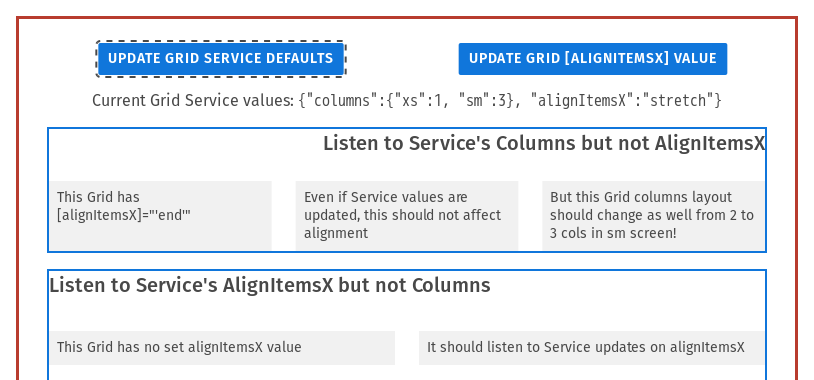 UPDATE GRID SERVICE DEFAULTS
UPDATE GRID [ALIGNITEMSX] VALUE
Current Grid Service values: {"columns":{"xs":1, "sm":3}, "alignItemsX":"stretch"}
Listen to Service's Columns but not AlignItemsX
This Grid has
[alignItemsX]="'end'"
Even if Service values are
updated, this should not affect
alignment
But this Grid columns layout
should change as well from 2 to
3 cols in sm screen!
Listen to Service's AlignItemsX but not Columns
This Grid has no set alignItemsX value
It should listen to Service updates on alignItemsX